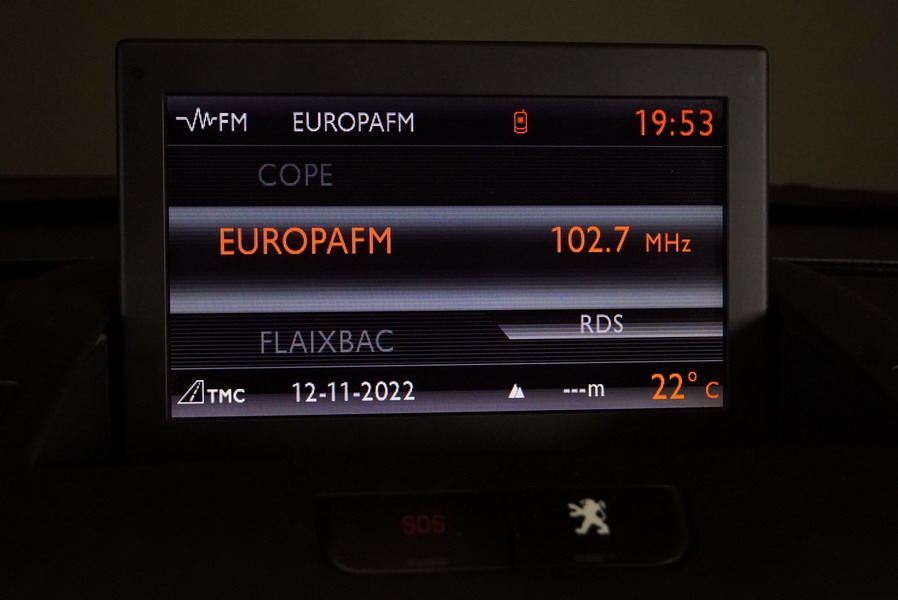 FM EUROPAFM 19:53
COPE
EUROPAFM 102.7 MHz
RDS
FLAIXBAC
TMC 12-11-2022 ---m 22° C
SOS